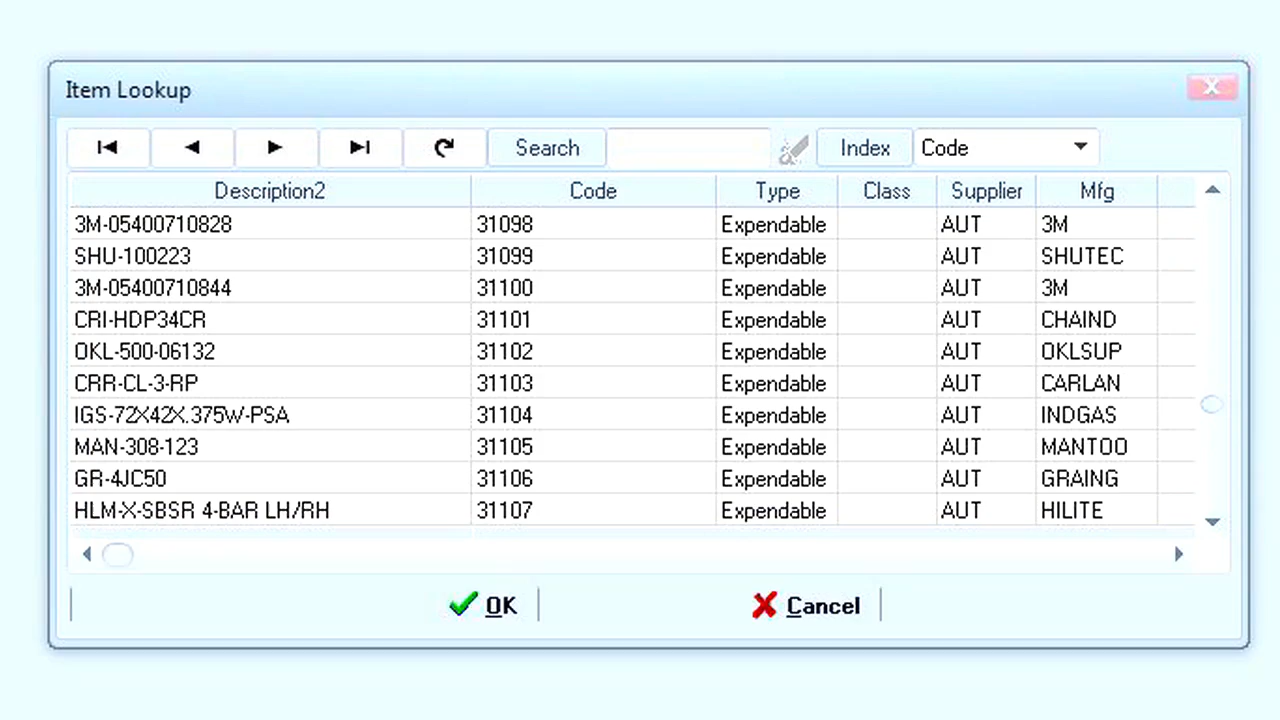 Item Lookup
Search Index Code
Description2 Code Type Class Supplier Mfg
3M-05400710828 31098 Expendable AUT 3M
SHU-100223 31099 Expendable AUT SHUTEC
3M-05400710844 31100 Expendable AUT 3M
CRI-HDP34CR 31101 Expendable AUT CHAIND
OKL-500-06132 31102 Expendable AUT OKLSUP
CRR-CL-3-RP 31103 Expendable AUT CARLAN
IGS-72X42X.375W-PSA 31104 Expendable AUT INDGAS
MAN-308-123 31105 Expendable AUT MANTOO
GR-4JC50 31106 Expendable AUT GRAING
HLM-X-SBSR 4-BAR LH/RH 31107 Expendable AUT HILITE
OK Cancel